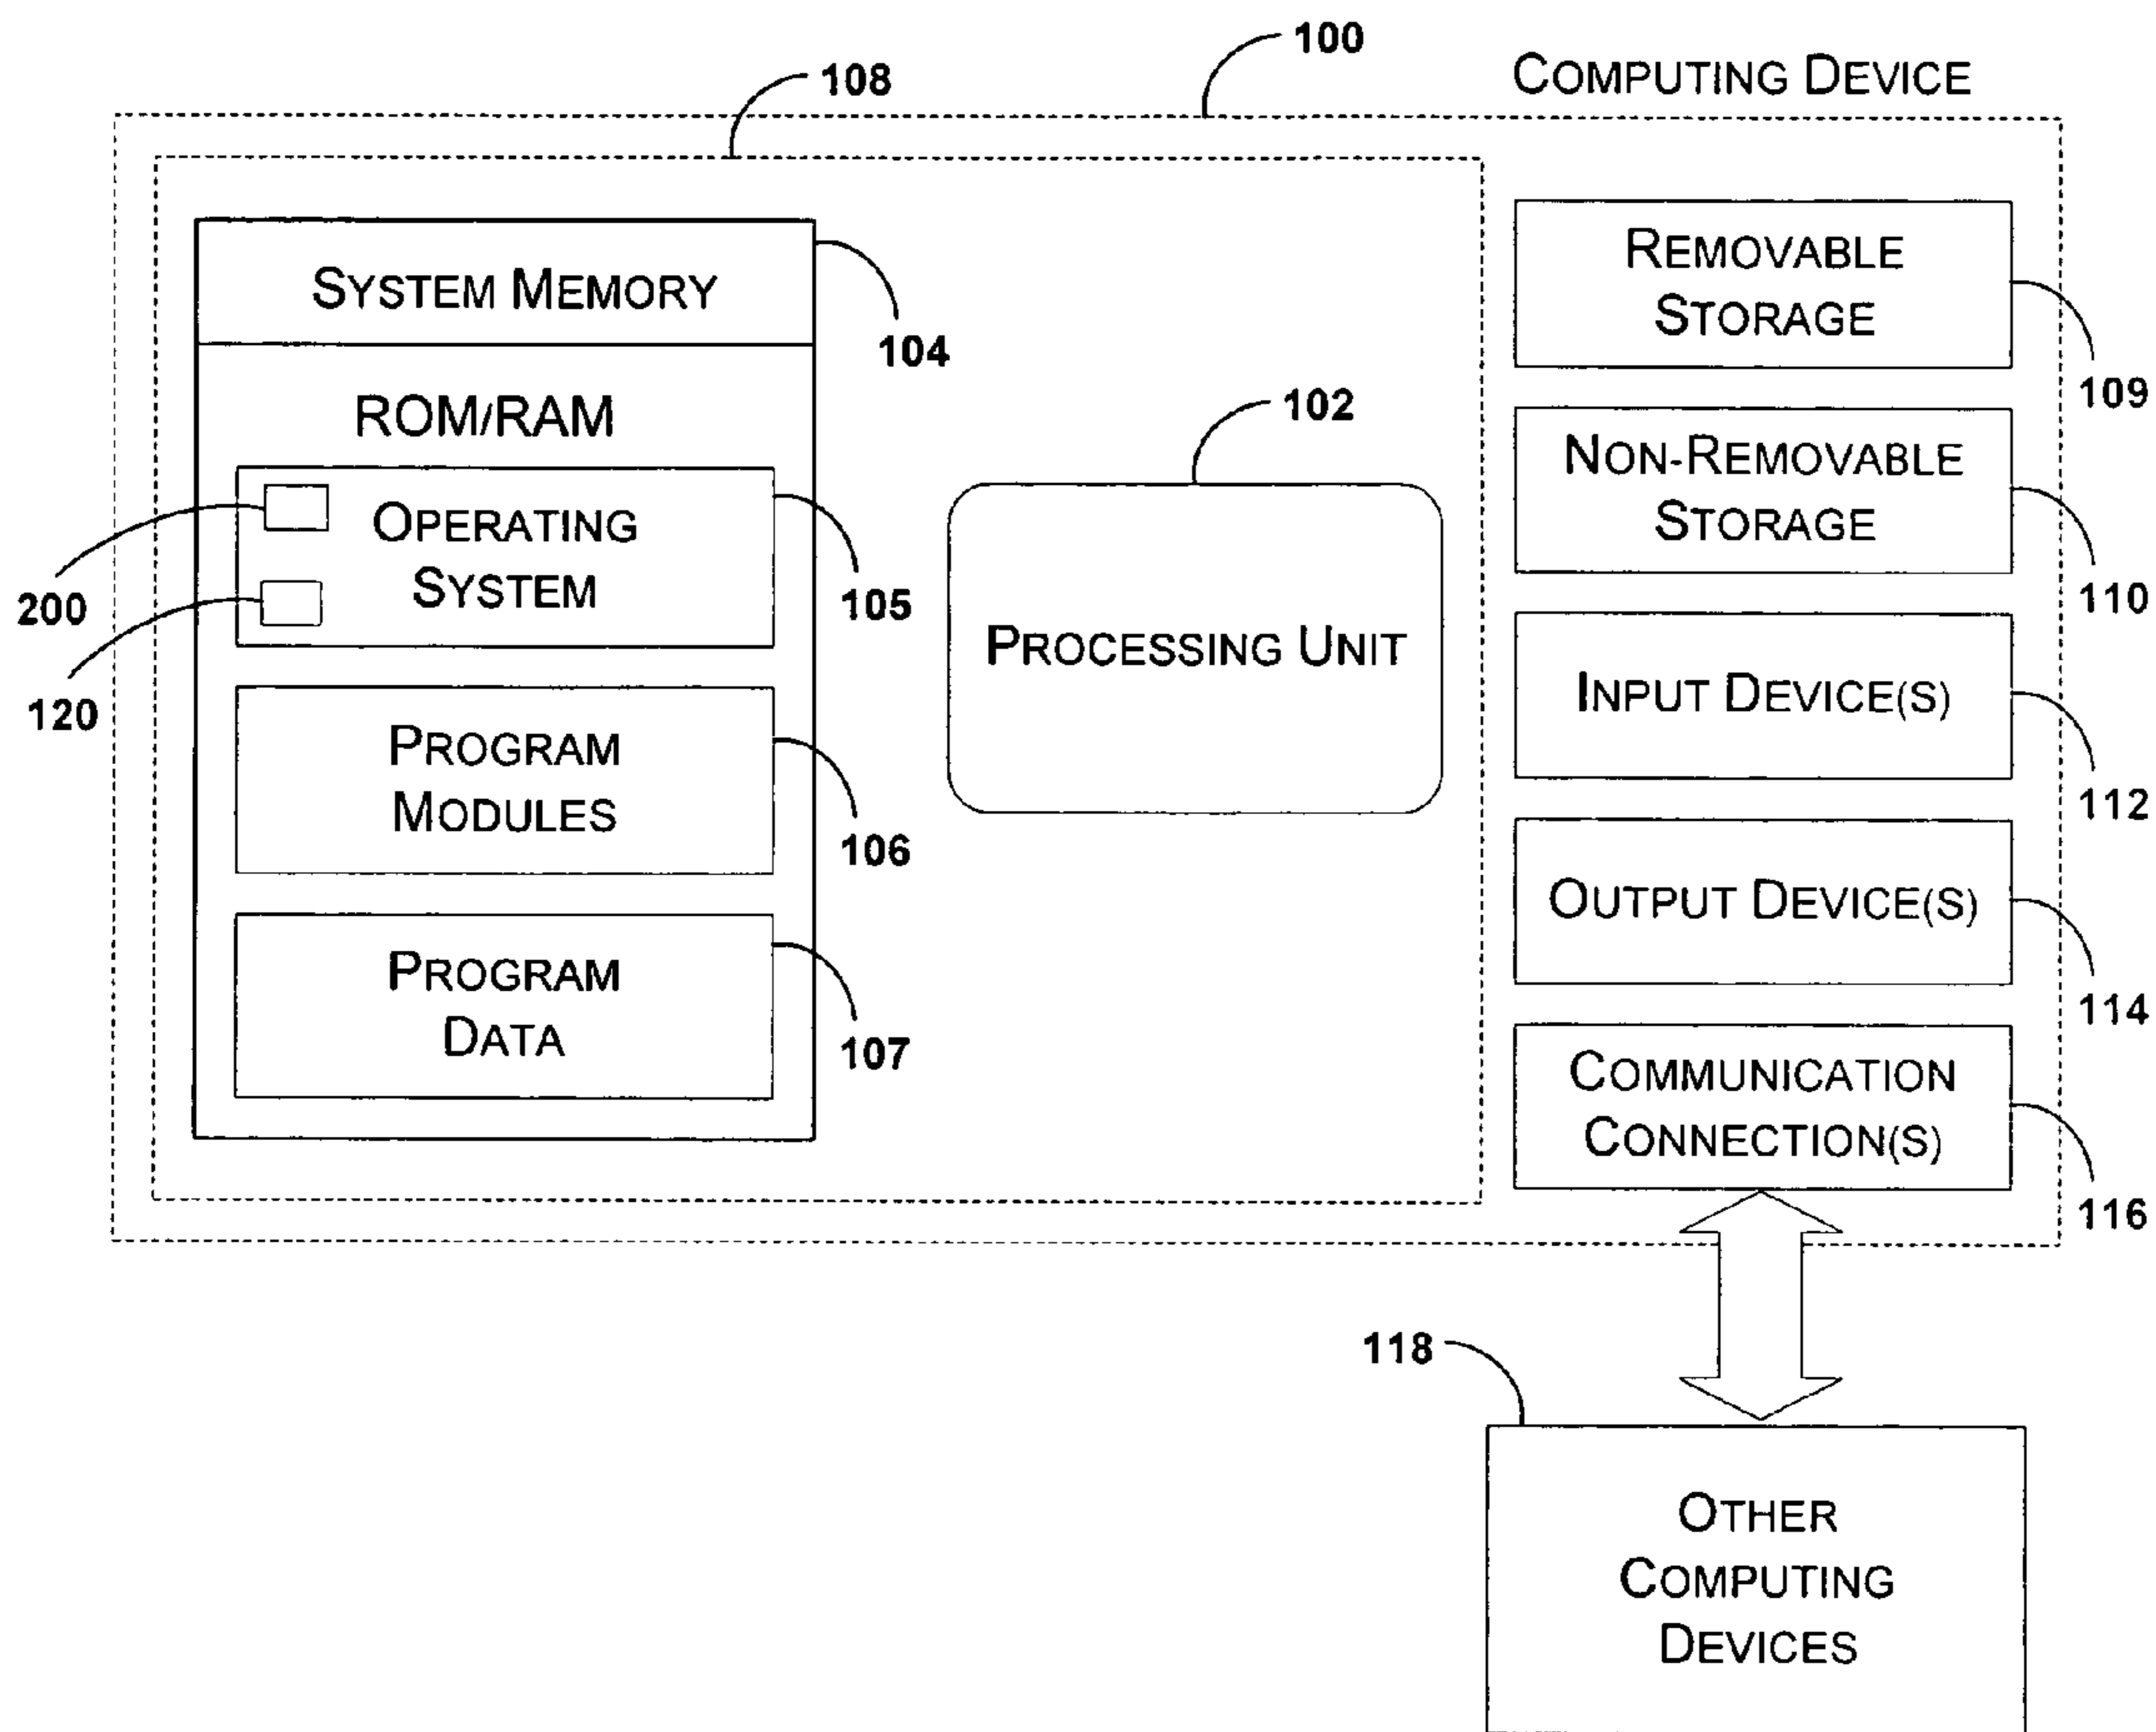 100
COMPUTING DEVICE
108
SYSTEM MEMORY
104
ROM/RAM
OPERATING
SYSTEM
200
120
105
PROGRAM
MODULES
106
PROGRAM
DATA
107
102
PROCESSING UNIT
REMOVABLE
STORAGE
109
NON-REMOVABLE
STORAGE
110
INPUT DEVICE(S)
112
OUTPUT DEVICE(S)
114
COMMUNICATION
CONNECTION(S)
116
118
OTHER
COMPUTING
DEVICES